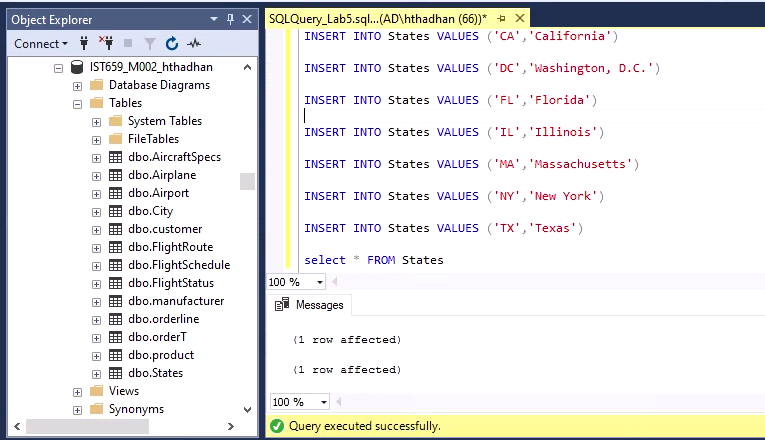 Object Explorer
Connect
IST659_M002_hthadhan
Database Diagrams
Tables
System Tables
FileTables
dbo.AircraftSpecs
dbo.Airplane
dbo.Airport
dbo.City
dbo.customer
dbo.FlightRoute
dbo.FlightSchedule
dbo.FlightStatus
dbo.manufacturer
dbo.orderline
dbo.orderT
dbo.product
dbo.States
Views
Synonyms
SQLQuery_Lab5.sql...(AD\hthadhan (66))*
INSERT INTO States VALUES ('CA','California')
INSERT INTO States VALUES ('DC','Washington, D.C.')
INSERT INTO States VALUES ('FL','Florida')
INSERT INTO States VALUES ('IL','Illinois')
INSERT INTO States VALUES ('MA','Massachusetts')
INSERT INTO States VALUES ('NY','New York')
INSERT INTO States VALUES ('TX','Texas')
select * FROM States
100 %
Messages
(1 row affected)
(1 row affected)
100 %
Query executed successfully.